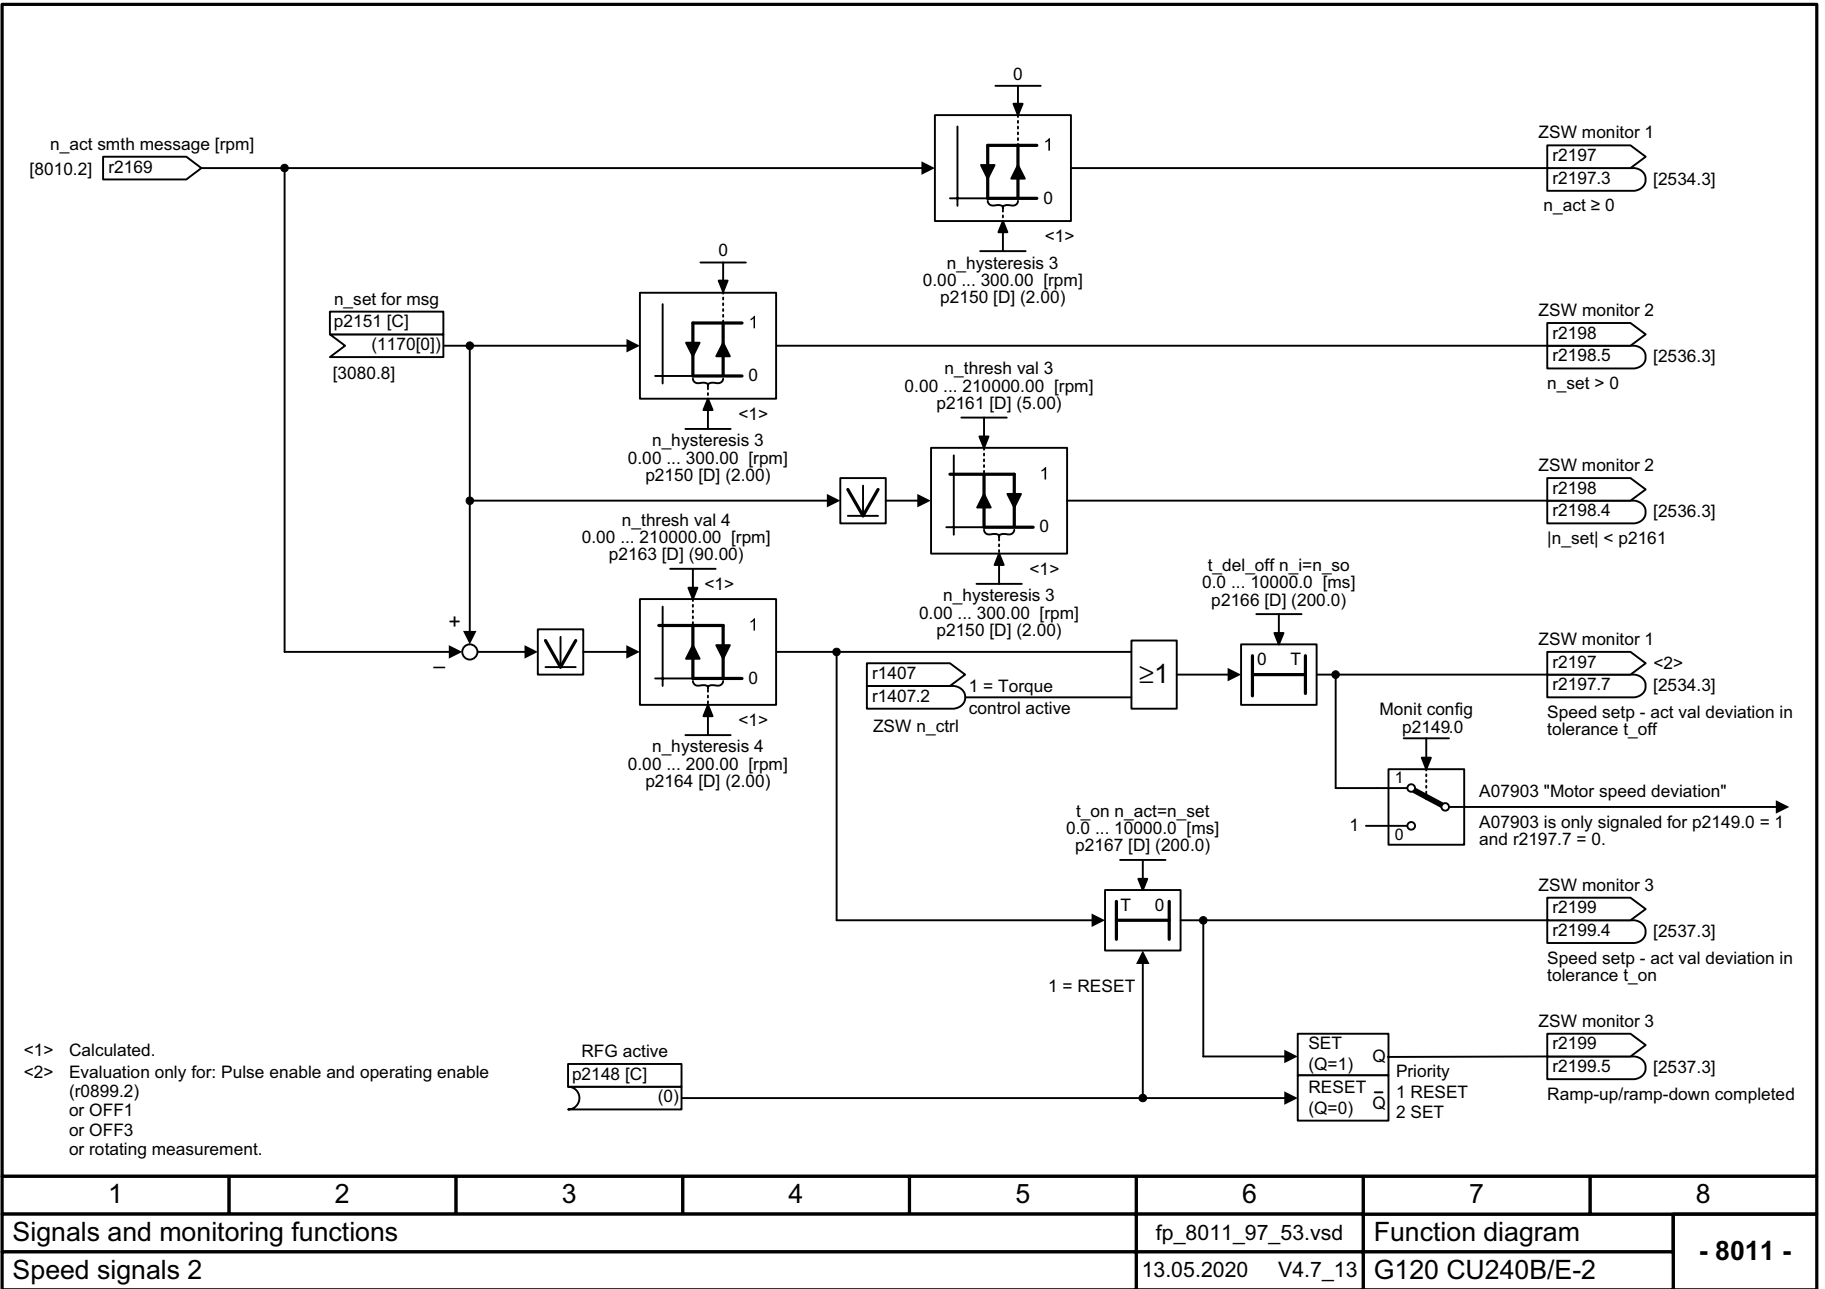 0
n_act smth message [rpm]
[8010.2]
r2169
1
0
<1>
n_hysteresis 3
0.00 ... 300.00 [rpm]
p2150 [D] (2.00)
ZSW monitor 1
r2197
r2197.3
[2534.3]
n_act ≥ 0
0
n_set for msg
p2151 [C]
(1170[0])
[3080.8]
1
0
<1>
n_hysteresis 3
0.00 ... 300.00 [rpm]
p2150 [D] (2.00)
ZSW monitor 2
r2198
r2198.5
[2536.3]
n_set > 0
n_thresh val 3
0.00 ... 210000.00 [rpm]
p2161 [D] (5.00)
1
0
<1>
n_hysteresis 3
0.00 ... 300.00 [rpm]
p2150 [D] (2.00)
ZSW monitor 2
r2198
r2198.4
[2536.3]
|n_set| < p2161
n_thresh val 4
0.00 ... 210000.00 [rpm]
p2163 [D] (90.00)
<1>
+
–
1
0
<1>
n_hysteresis 4
0.00 ... 200.00 [rpm]
p2164 [D] (2.00)
r1407
r1407.2
1 = Torque
control active
ZSW n_ctrl
≥1
t_del_off n_i=n_so
0.0 ... 10000.0 [ms]
p2166 [D] (200.0)
0 T
ZSW monitor 1
r2197
<2>
r2197.7
[2534.3]
Speed setp - act val deviation in
tolerance t_off
Monit config
p2149.0
1
1
0
A07903 "Motor speed deviation"
A07903 is only signaled for p2149.0 = 1
and r2197.7 = 0.
t_on n_act=n_set
0.0 ... 10000.0 [ms]
p2167 [D] (200.0)
T 0
1 = RESET
ZSW monitor 3
r2199
r2199.4
[2537.3]
Speed setp - act val deviation in
tolerance t_on
RFG active
p2148 [C]
(0)
SET
(Q=1)
Q
RESET
(Q=0)
Q̅
Priority
1 RESET
2 SET
ZSW monitor 3
r2199
r2199.5
[2537.3]
Ramp-up/ramp-down completed
<1> Calculated.
<2> Evaluation only for: Pulse enable and operating enable
(r0899.2)
or OFF1
or OFF3
or rotating measurement.
1 2 3 4 5 6 7 8
Signals and monitoring functions
fp_8011_97_53.vsd
Function diagram
- 8011 -
Speed signals 2
13.05.2020 V4.7_13
G120 CU240B/E-2